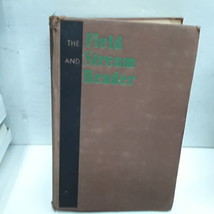 THE Field
AND Stream
Reader